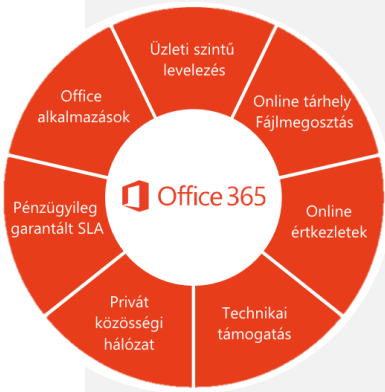 Üzleti szintű
levelezés
Online tárhely
Fájlmegosztás
Online
értkezletek
Technikai
támogatás
Privát
közösségi
hálózat
Pénzügyileg
garantált SLA
Office
alkalmazások
Office 365